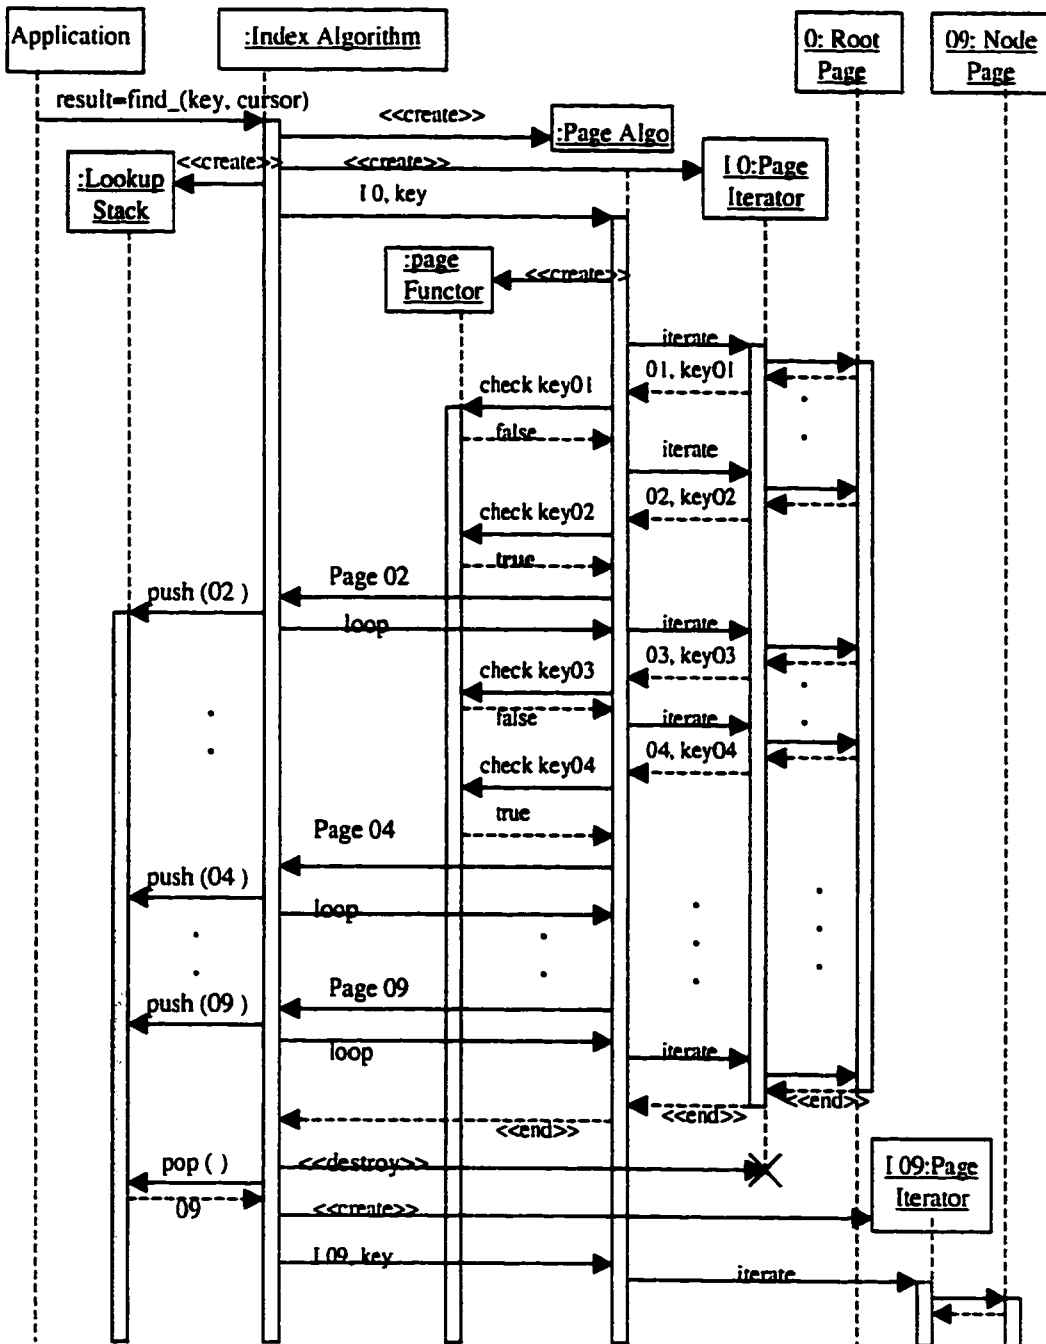 Application
:Index Algorithm
0: Root
Page
09: Node
Page
result=find_(key, cursor)
<<create>>
:Page Algo
<<create>>
<<create>>
I 0:Page
Iterator
:Lookup
Stack
I 0, key
:page
Functor
<<create>>
iterate
01, key01
check key01
false
iterate
02, key02
check key02
true
Page 02
push (02 )
loop
iterate
03, key03
check key03
false
iterate
04, key04
check key04
true
Page 04
push (04 )
loop
Page 09
push (09 )
loop
iterate
<<end>>
<<end>>
<<end>>
pop ( )
<<destroy>>
I 09:Page
Iterator
09
<<create>>
I 09, key
iterate